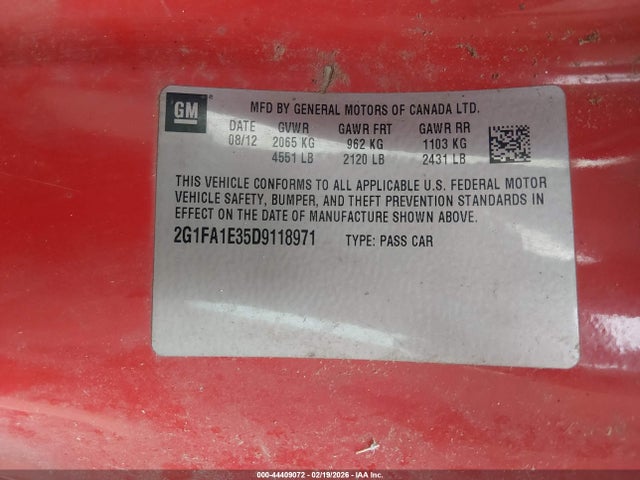 GM
MFD BY GENERAL MOTORS OF CANADA LTD.
DATE GVWR GAWR FRT GAWR RR
08/12 2065 KG 962 KG 1103 KG
4551 LB 2120 LB 2431 LB
THIS VEHICLE CONFORMS TO ALL APPLICABLE U.S. FEDERAL MOTOR
VEHICLE SAFETY, BUMPER, AND THEFT PREVENTION STANDARDS IN
EFFECT ON THE DATE OF MANUFACTURE SHOWN ABOVE.
2G1FA1E35D9118971 TYPE: PASS CAR
000-44409072 - 02/19/2026 - IAAI.COM